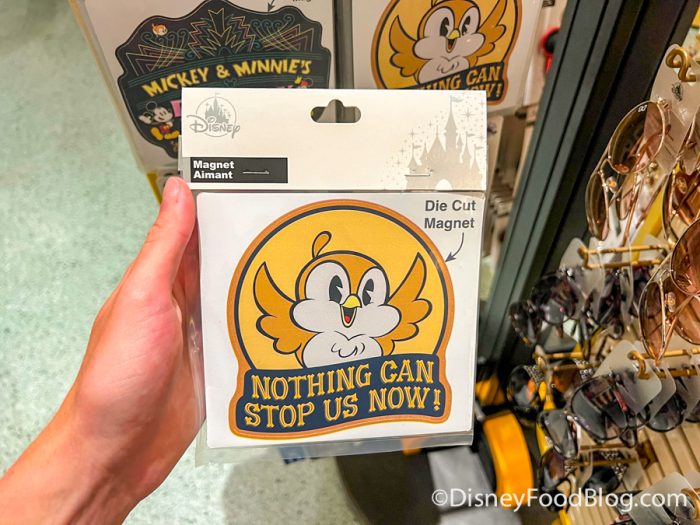 MICKEY & MINNIE'S
NOTHING CAN
Disney
Magnet
Aimant
Die Cut
Magnet
NOTHING CAN
STOP US NOW!
©DisneyFoodBlog.com